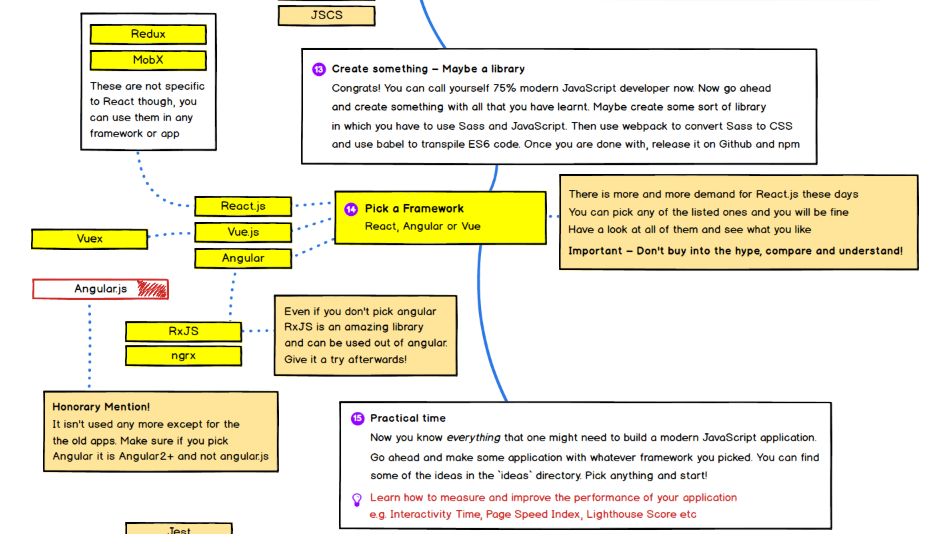 JSCS
Redux
MobX
These are not specific
to React though, you
can use them in any
framework or app
13 Create something – Maybe a library
Congrats! You can call yourself 75% modern JavaScript developer now. Now go ahead
and create something with all that you have learnt. Maybe create some sort of library
in which you have to use Sass and JavaScript. Then use webpack to convert Sass to CSS
and use babel to transpile ES6 code. Once you are done with, release it on Github and npm
React.js
Vue.js
Angular
Vuex
14 Pick a Framework
React, Angular or Vue
There is more and more demand for React.js these days
You can pick any of the listed ones and you will be fine
Have a look at all of them and see what you like
Important – Don't buy into the hype, compare and understand!
Angular.js
RxJS
ngrx
Even if you don't pick angular
RxJS is an amazing library
and can be used out of angular.
Give it a try afterwards!
Honorary Mention!
It isn't used any more except for the
the old apps. Make sure if you pick
Angular it is Angular2+ and not angular.js
15 Practical time
Now you know everything that one might need to build a modern JavaScript application.
Go ahead and make some application with whatever framework you picked. You can find
some of the ideas in the `ideas` directory. Pick anything and start!
Learn how to measure and improve the performance of your application
e.g. Interactivity Time, Page Speed Index, Lighthouse Score etc
Jest